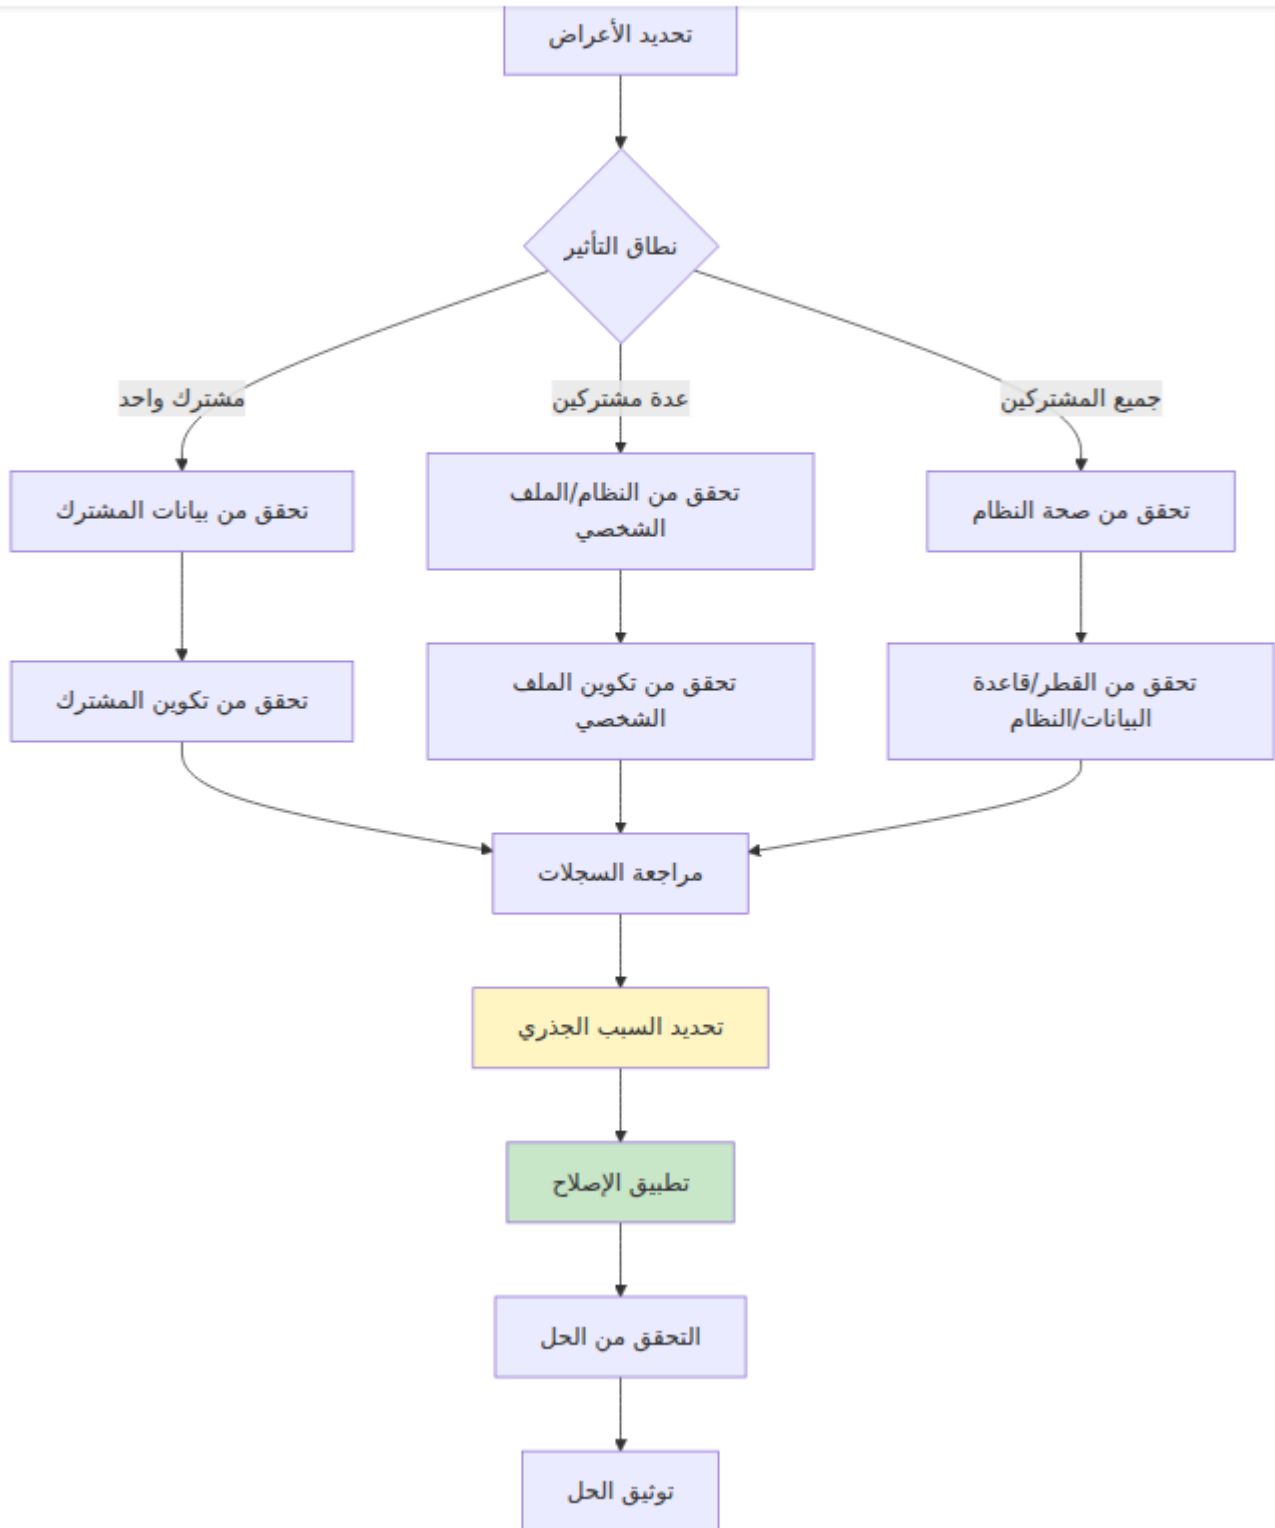 تحديد الأعراض
نطاق التأثير
جميع المشتركين
عدة مشتركين
مشترك واحد
تحقق من صحة النظام
تحقق من النظام/الملف
الشخصي
تحقق من بيانات المشترك
تحقق من القطر/قاعدة
البيانات/النظام
تحقق من تكوين الملف
الشخصي
تحقق من تكوين المشترك
مراجعة السجلات
تحديد السبب الجذري
تطبيق الإصلاح
التحقق من الحل
توثيق الحل